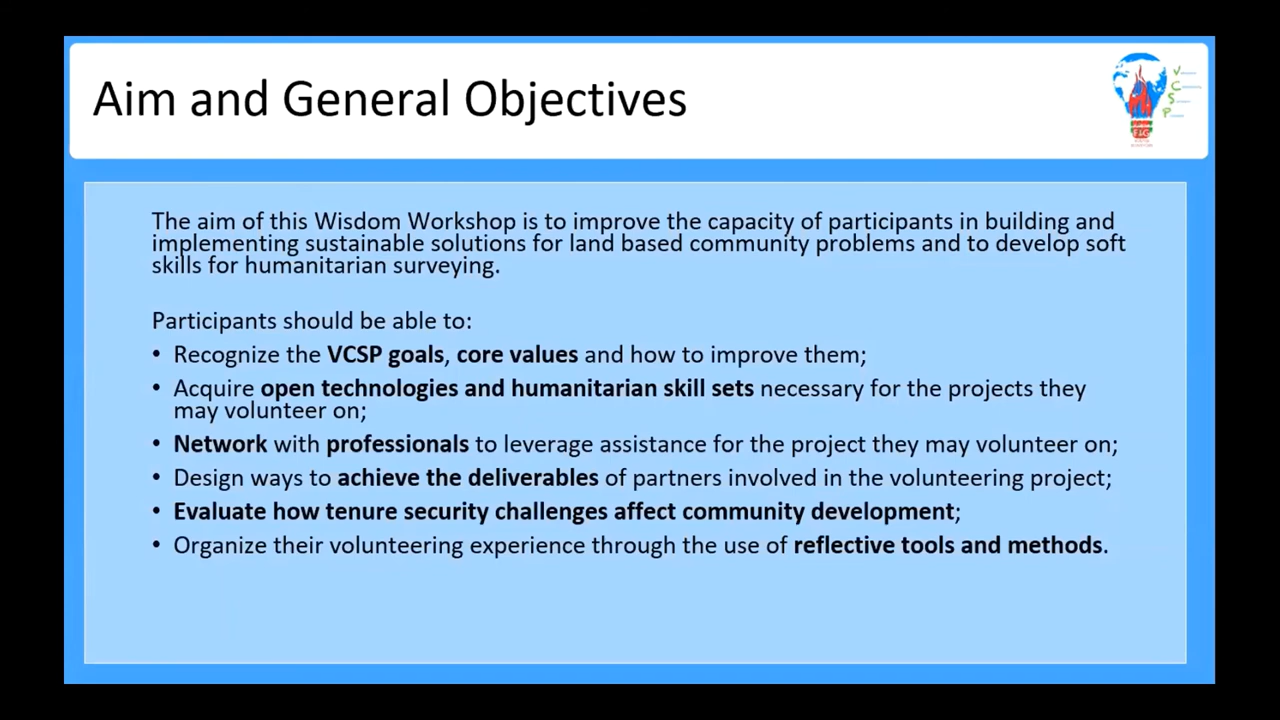 Aim and General Objectives
V
C
S
P
FIG
The aim of this Wisdom Workshop is to improve the capacity of participants in building and
implementing sustainable solutions for land based community problems and to develop soft
skills for humanitarian surveying.
Participants should be able to:
• Recognize the VCSP goals, core values and how to improve them;
• Acquire open technologies and humanitarian skill sets necessary for the projects they
may volunteer on;
• Network with professionals to leverage assistance for the project they may volunteer on;
• Design ways to achieve the deliverables of partners involved in the volunteering project;
• Evaluate how tenure security challenges affect community development;
• Organize their volunteering experience through the use of reflective tools and methods.